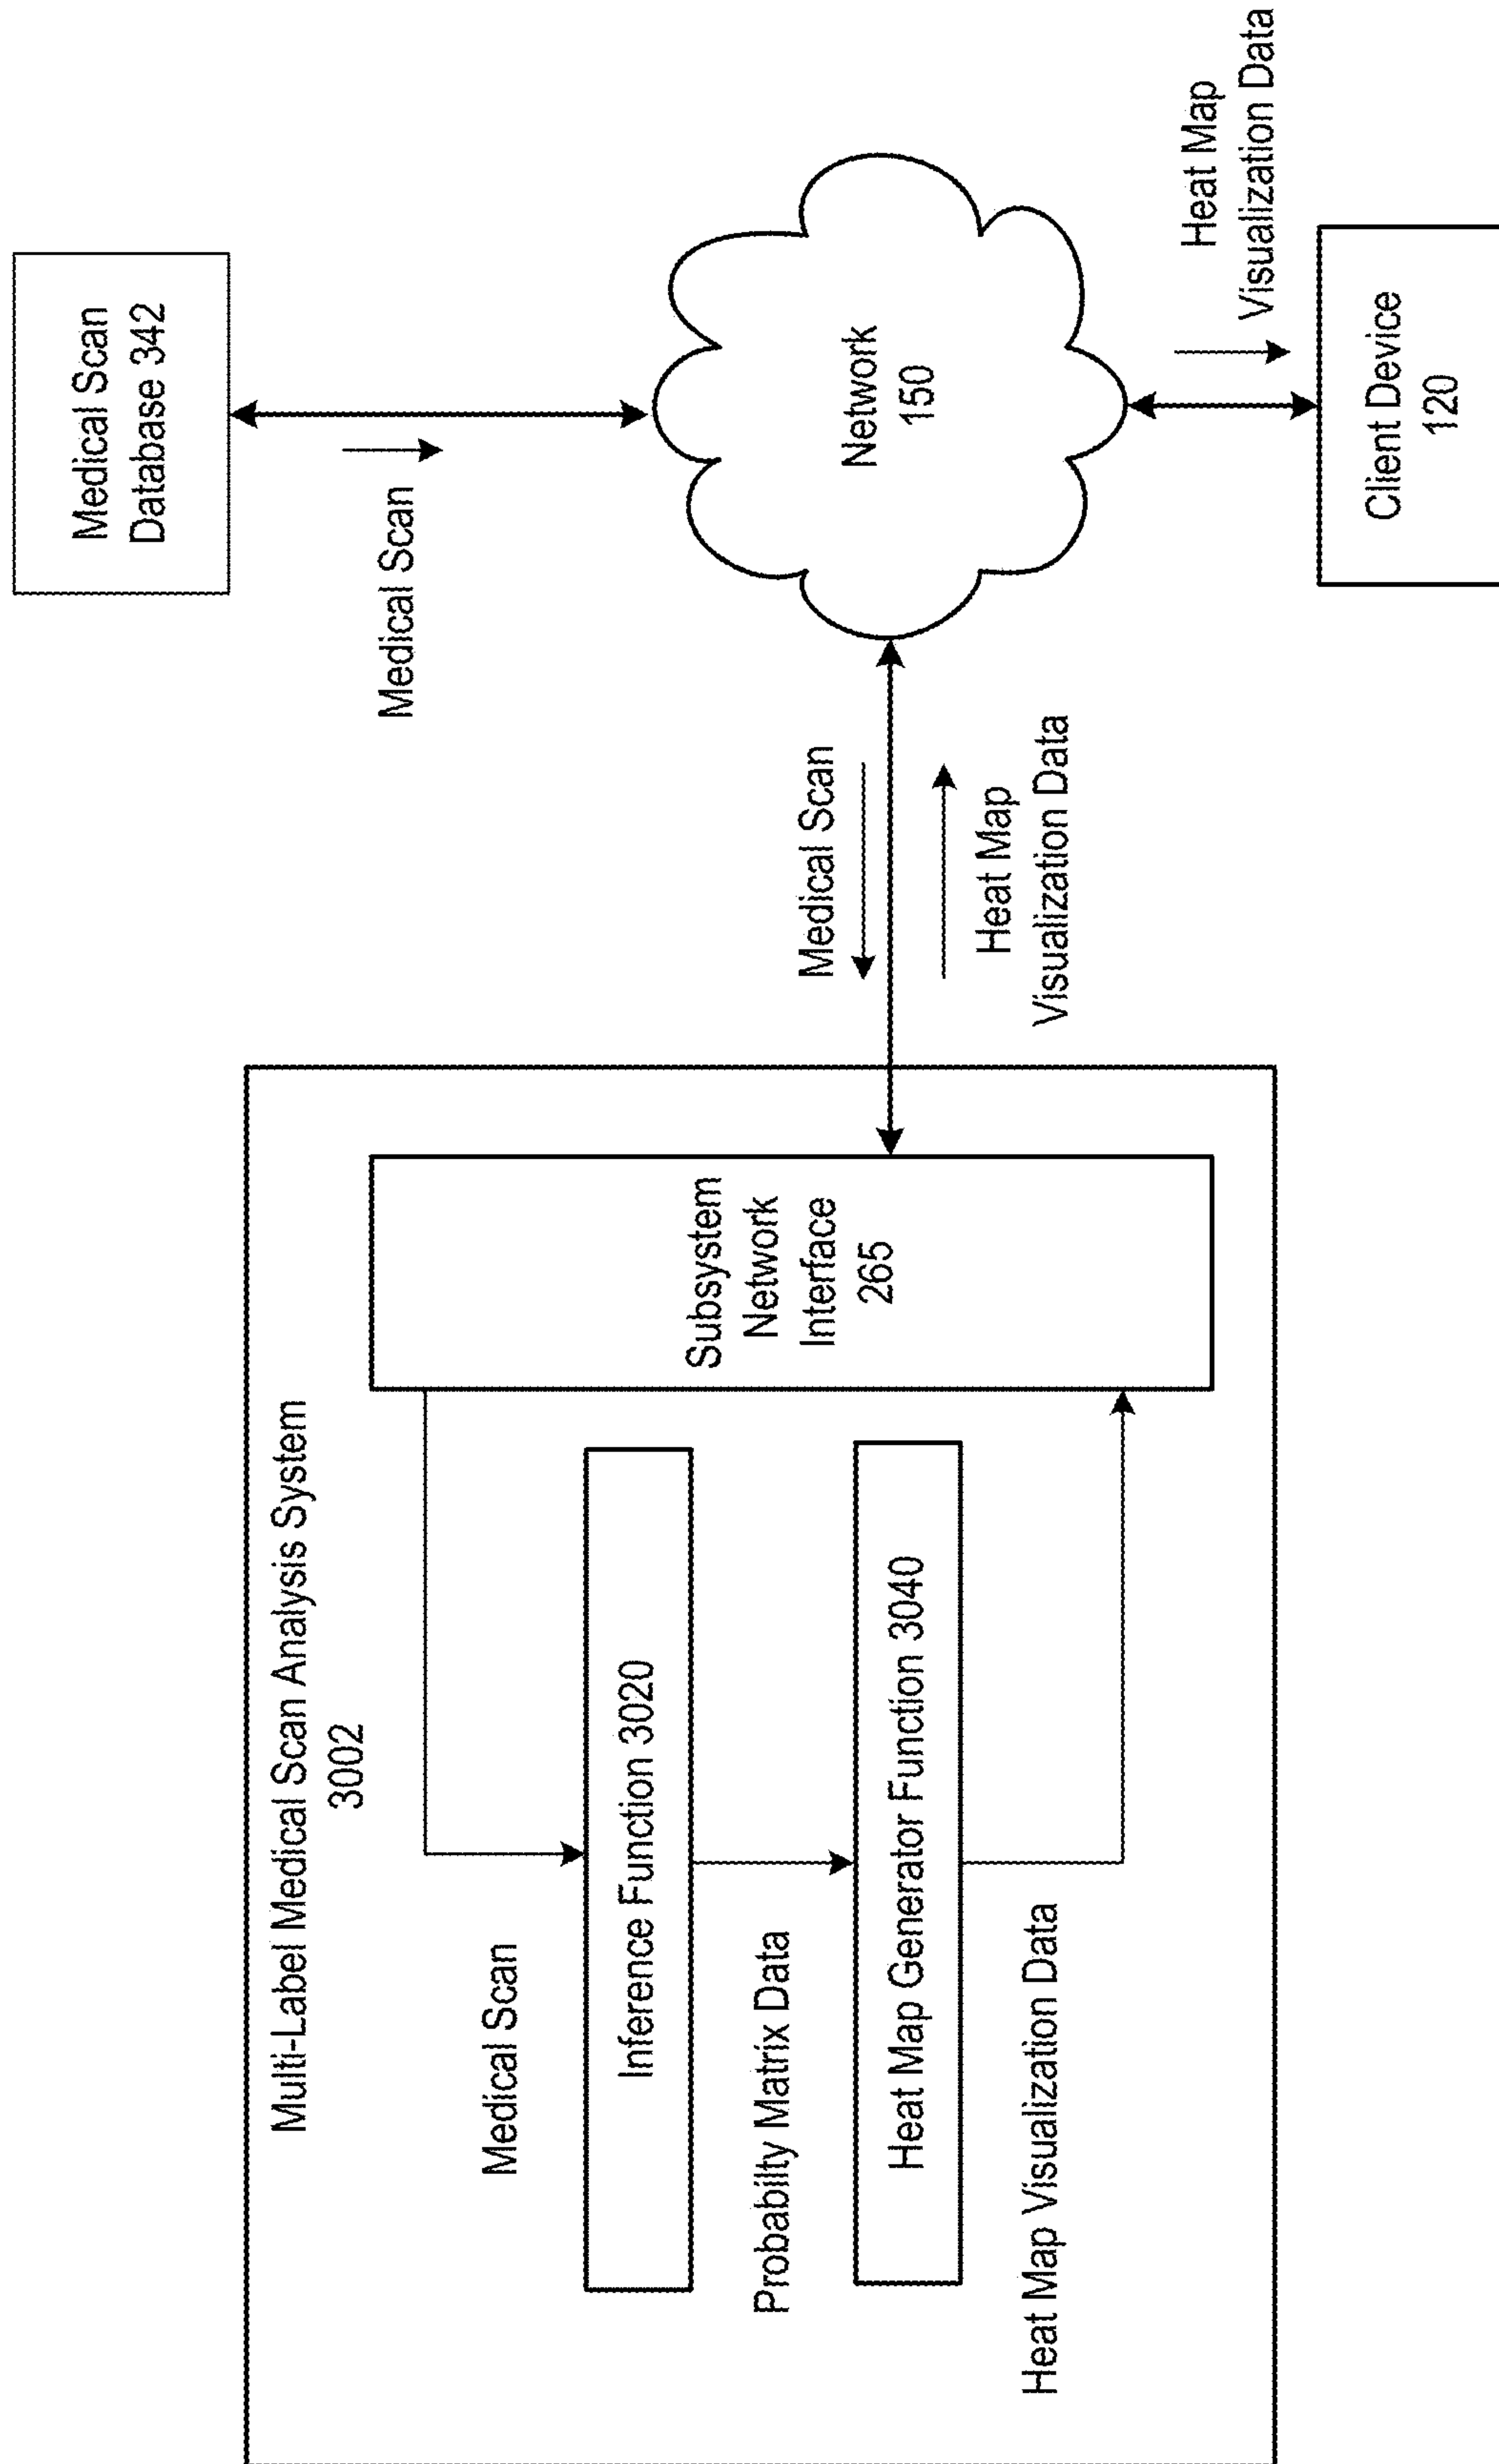 Multi-Label Medical Scan Analysis System
3002
Medical Scan
Inference Function 3020
Probabilty Matrix Data
Heat Map Generator Function 3040
Heat Map Visualization Data
Subsystem
Network
Interface
265
Medical Scan
Heat Map
Visualization Data
Medical Scan
Database 342
Medical Scan
Network
150
Heat Map
Visualization Data
Client Device
120